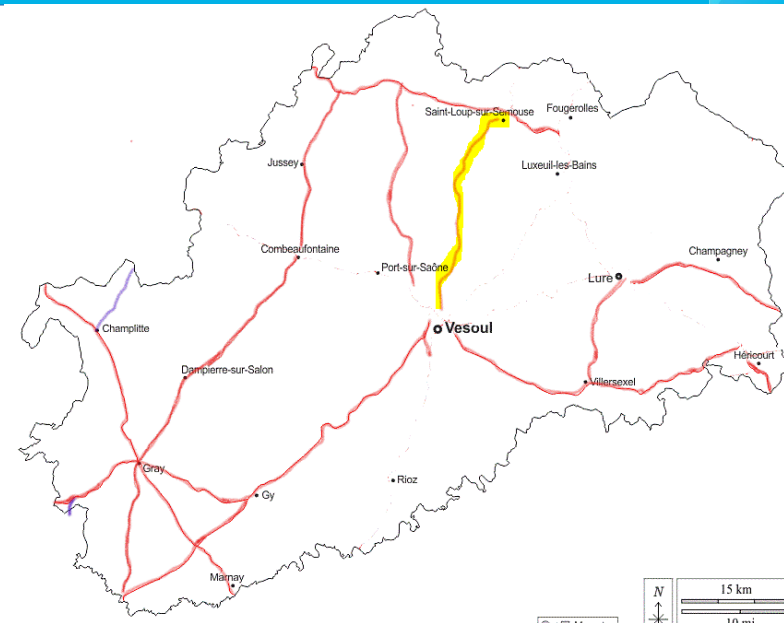 Saint-Loup-sur-Semouse
Fougerolles
Jussey
Luxeuil-les-Bains
Combeaufontaine
Port-sur-Saône
Champagney
Lure
Champlitte
Vesoul
Héricourt
Dampierre-sur-Salon
Villersexel
Gray
Gy
Rioz
Marnay
N
15 km
10 mi